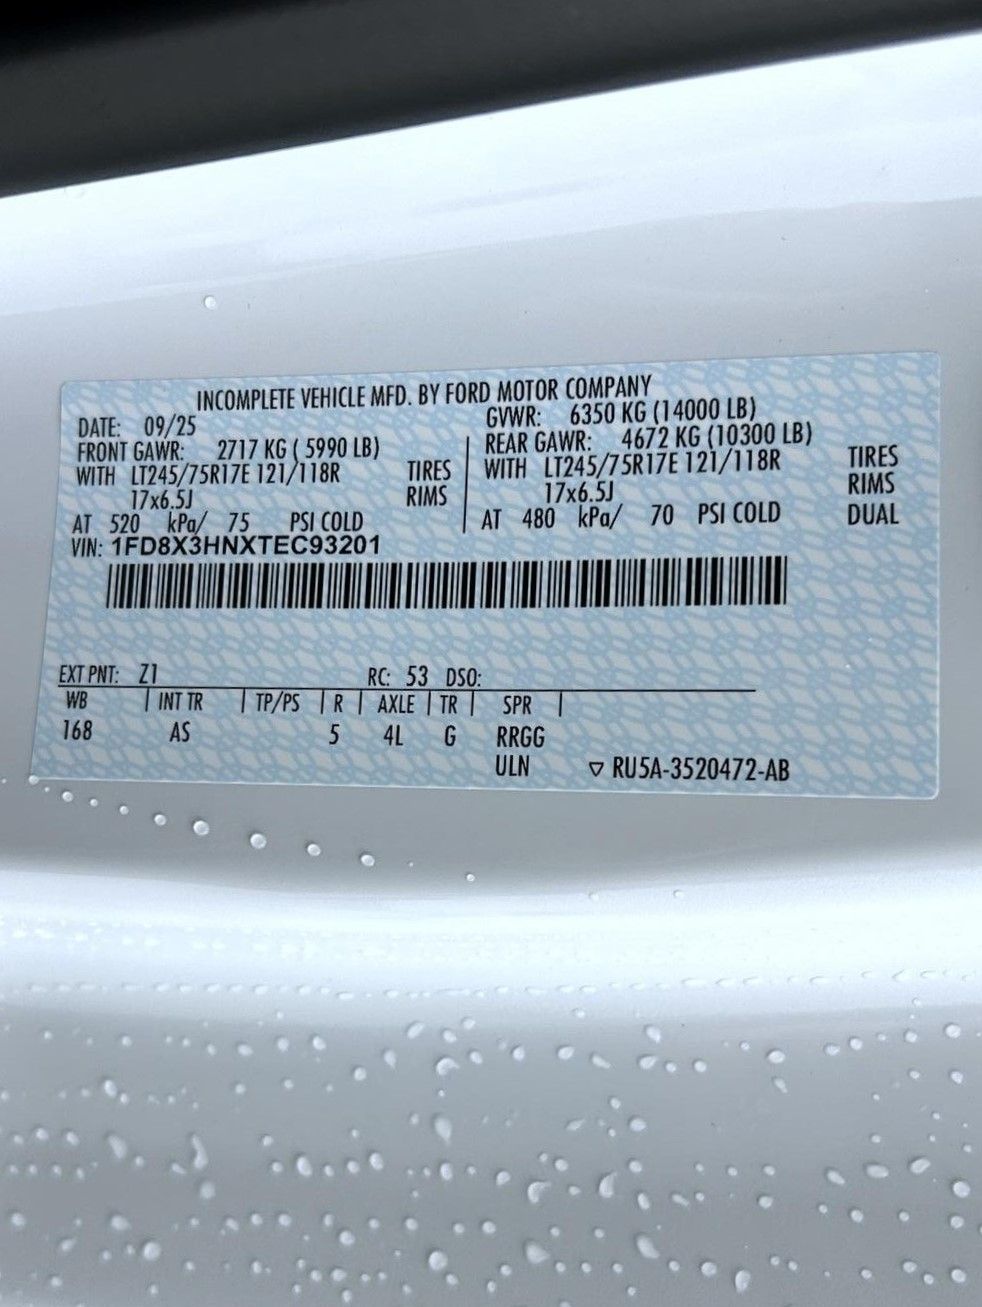 INCOMPLETE VEHICLE MFD. BY FORD MOTOR COMPANY
DATE: 09/25 GVWR: 6350 KG (14000 LB)
FRONT GAWR: 2717 KG ( 5990 LB) REAR GAWR: 4672 KG (10300 LB)
WITH LT245/75R17E 121/118R TIRES WITH LT245/75R17E 121/118R TIRES
17x6.5J RIMS 17x6.5J RIMS
AT 520 kPa/ 75 PSI COLD AT 480 kPa/ 70 PSI COLD DUAL
VIN: 1FD8X3HNXTEC93201
EXT PNT: Z1 RC: 53 DSO:
WB | INT TR | TP/PS | R | AXLE | TR | SPR |
168 AS 5 4L G RRGG
ULN ▽ RU5A-3520472-AB